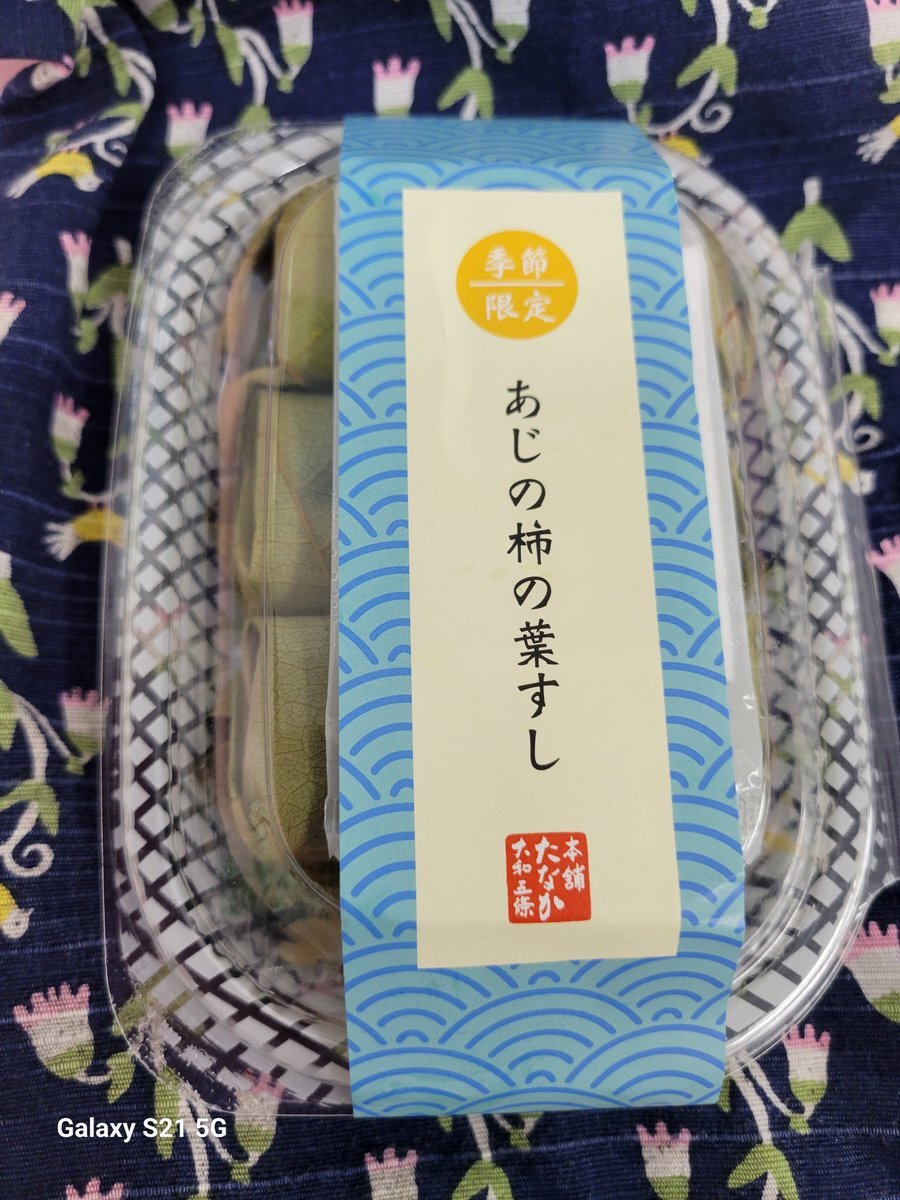 季節
限定
あじの柿の葉すし
本舗
たなか
大和五條
Galaxy S21 5G